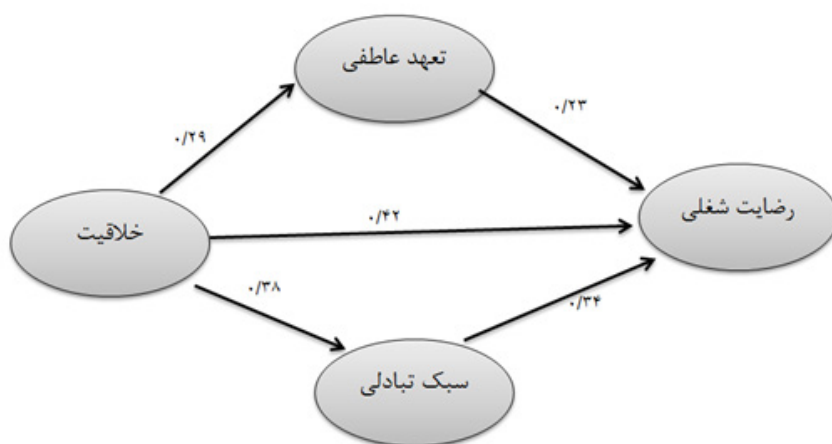 تعهد عاطفی
۰/۲۹
۰/۲۳
رضایت شغلی
خلاقیت
۰/۴۲
۰/۳۸
۰/۳۴
سبک تبادلی